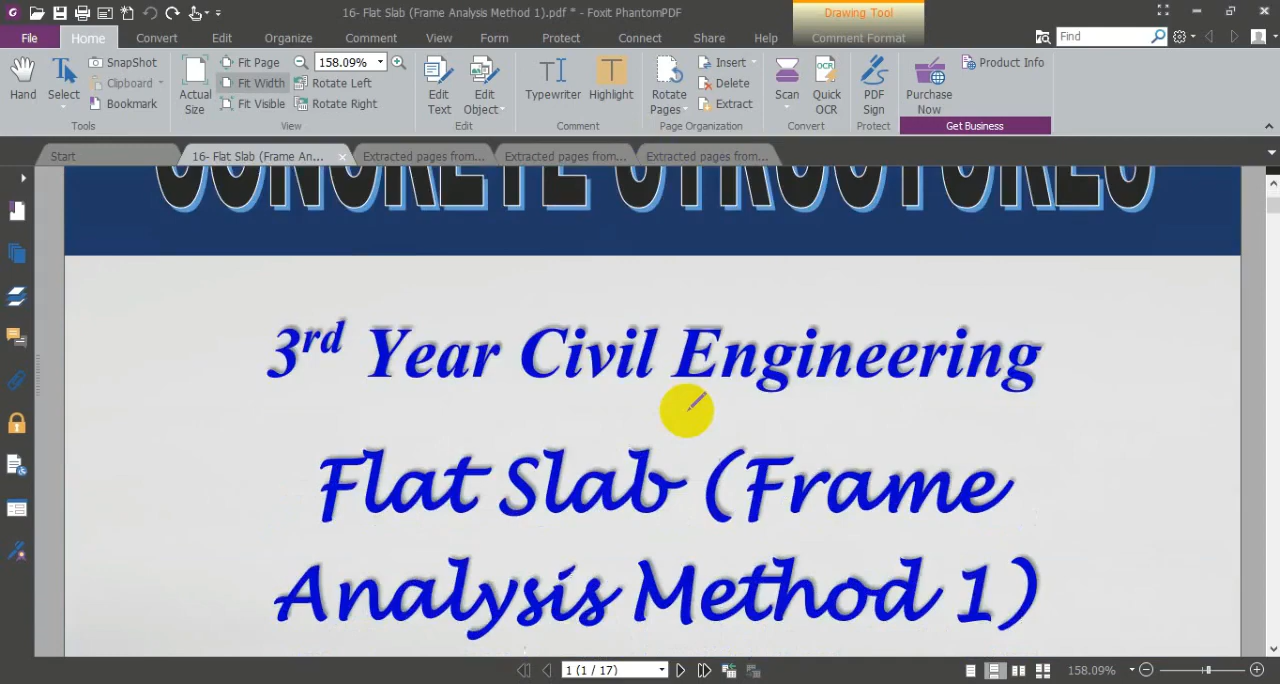 16- Flat Slab (Frame Analysis Method 1).pdf * - Foxit PhantomPDF
Drawing Tool
File Home Convert Edit Organize Comment View Form Protect Connect Share Help Comment Format Find
Hand Select SnapShot Clipboard Bookmark
Tools
Actual Size Fit Page Fit Width Fit Visible 158.09% Rotate Left Rotate Right
View
Edit Text Edit Object
Edit
Typewriter Highlight
Comment
Rotate Pages Insert Delete Extract
Page Organization
Scan Quick OCR
Convert
PDF Sign
Protect
Purchase Now Product Info
Get Business
Start 16- Flat Slab (Frame An... Extracted pages from... Extracted pages from... Extracted pages from...
CONCRETE STRUCTURES
3rd Year Civil Engineering
Flat Slab (Frame
Analysis Method 1)
1 (1 / 17) 158.09%